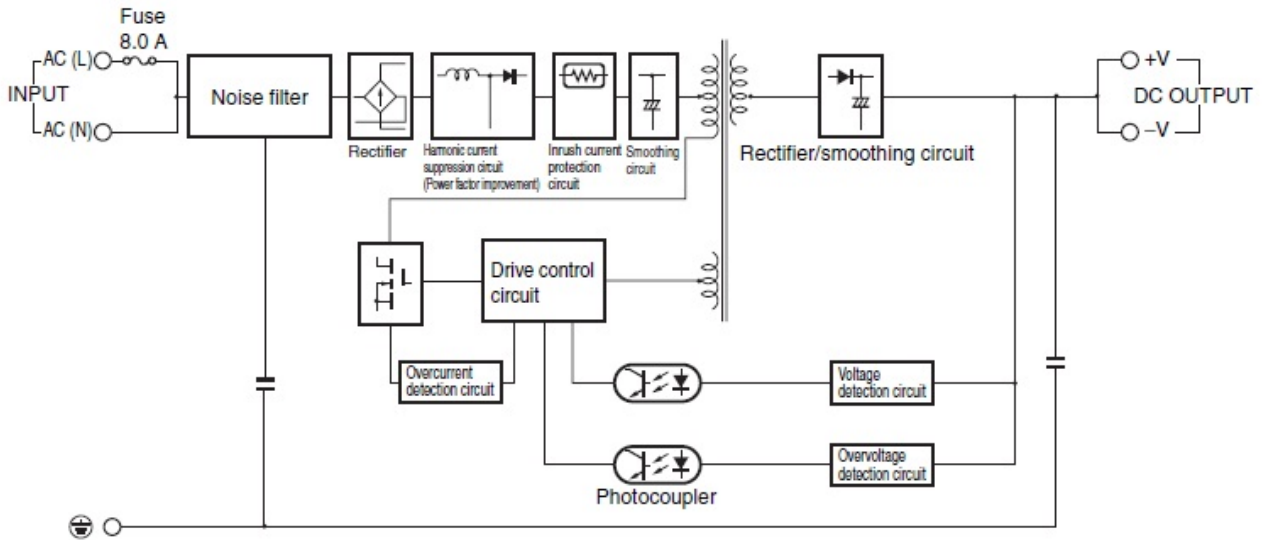 Fuse
8.0 A
AC (L)
INPUT
AC (N)
Noise filter
Rectifier
Harmonic current
suppression circuit
(Power factor improvement)
Inrush current
protection
circuit
Smoothing
circuit
Rectifier/smoothing circuit
+V
DC OUTPUT
–V
Drive control
circuit
Overcurrent
detection circuit
Voltage
detection circuit
Overvoltage
detection circuit
Photocoupler